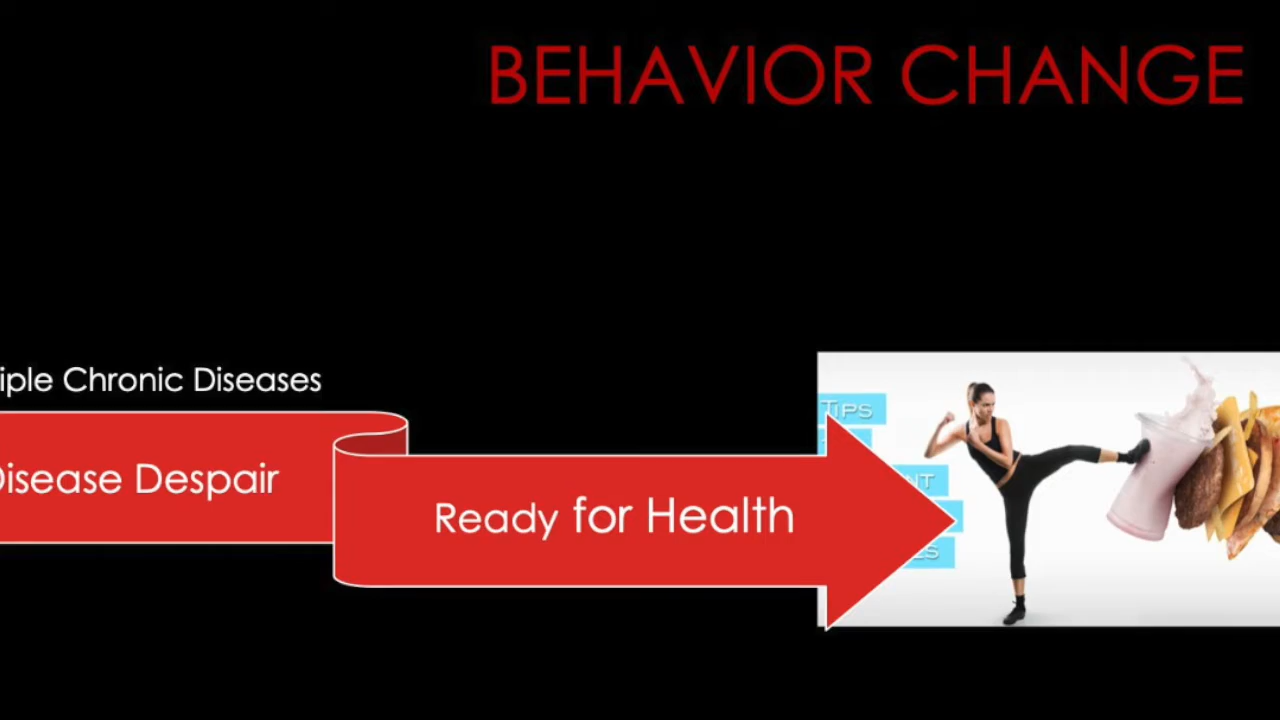 BEHAVIOR CHANGE
iple Chronic Diseases
Disease Despair
Ready for Health
TIPS